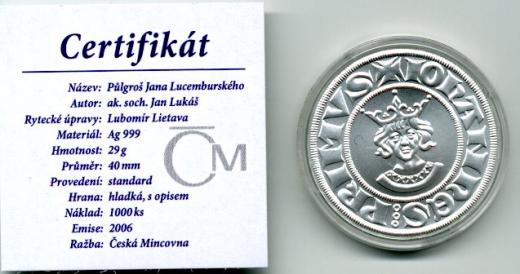 Certifikát
Název: Půlgroš Jana Lucemburského
Autor: ak. soch. Jan Lukáš
Rytecké úpravy: Lubomír Lietava
Materiál: Ag 999
Hmotnost: 29 g
Průměr: 40 mm
Provedení: standard
Hrana: hladká, s opisem
Náklad: 1000 ks
Emise: 2006
Ražba: Česká Mincovna
ČM
IOHANNES PRIMVS